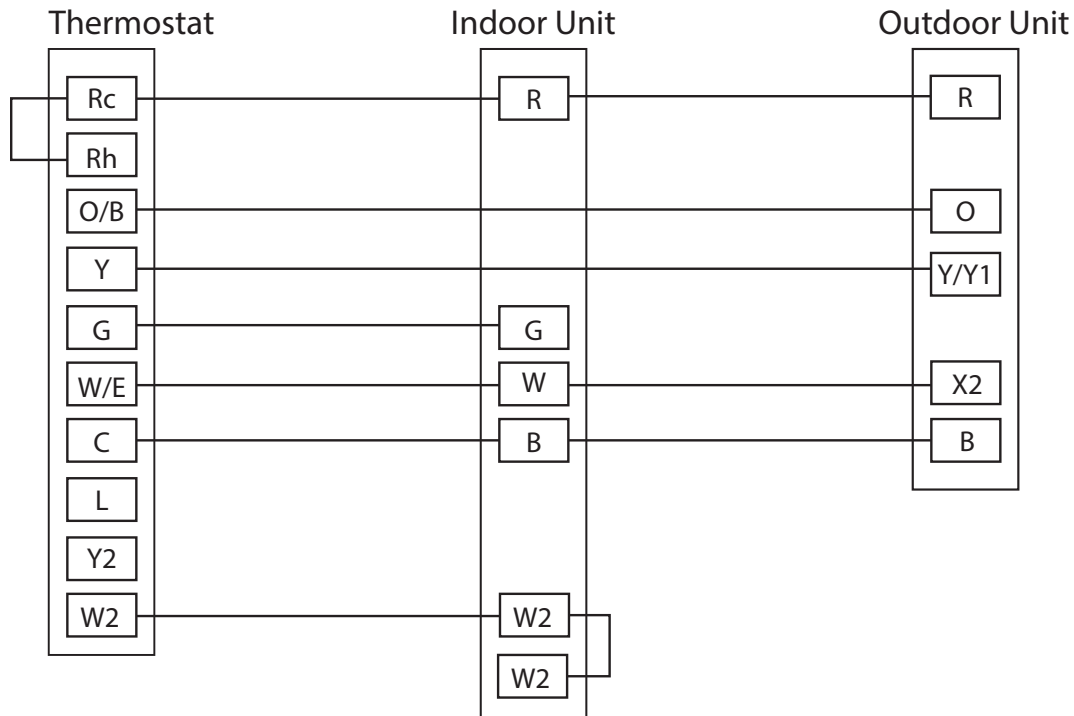 Thermostat
Indoor Unit
Outdoor Unit
Rc
R
R
Rh
O/B
O
Y
Y/Y1
G
G
W/E
W
X2
C
B
B
L
Y2
W2
W2
W2